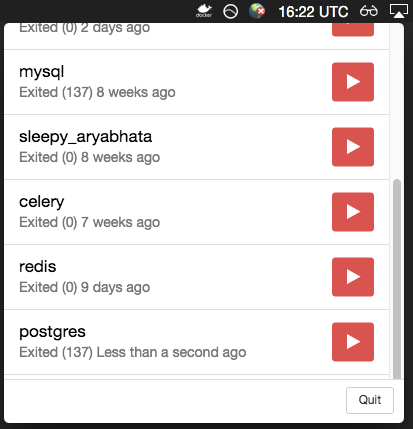 docker
16:22 UTC
Exited (0) 2 days ago
mysql
Exited (137) 8 weeks ago
sleepy_aryabhata
Exited (0) 8 weeks ago
celery
Exited (0) 7 weeks ago
redis
Exited (0) 9 days ago
postgres
Exited (137) Less than a second ago
Quit